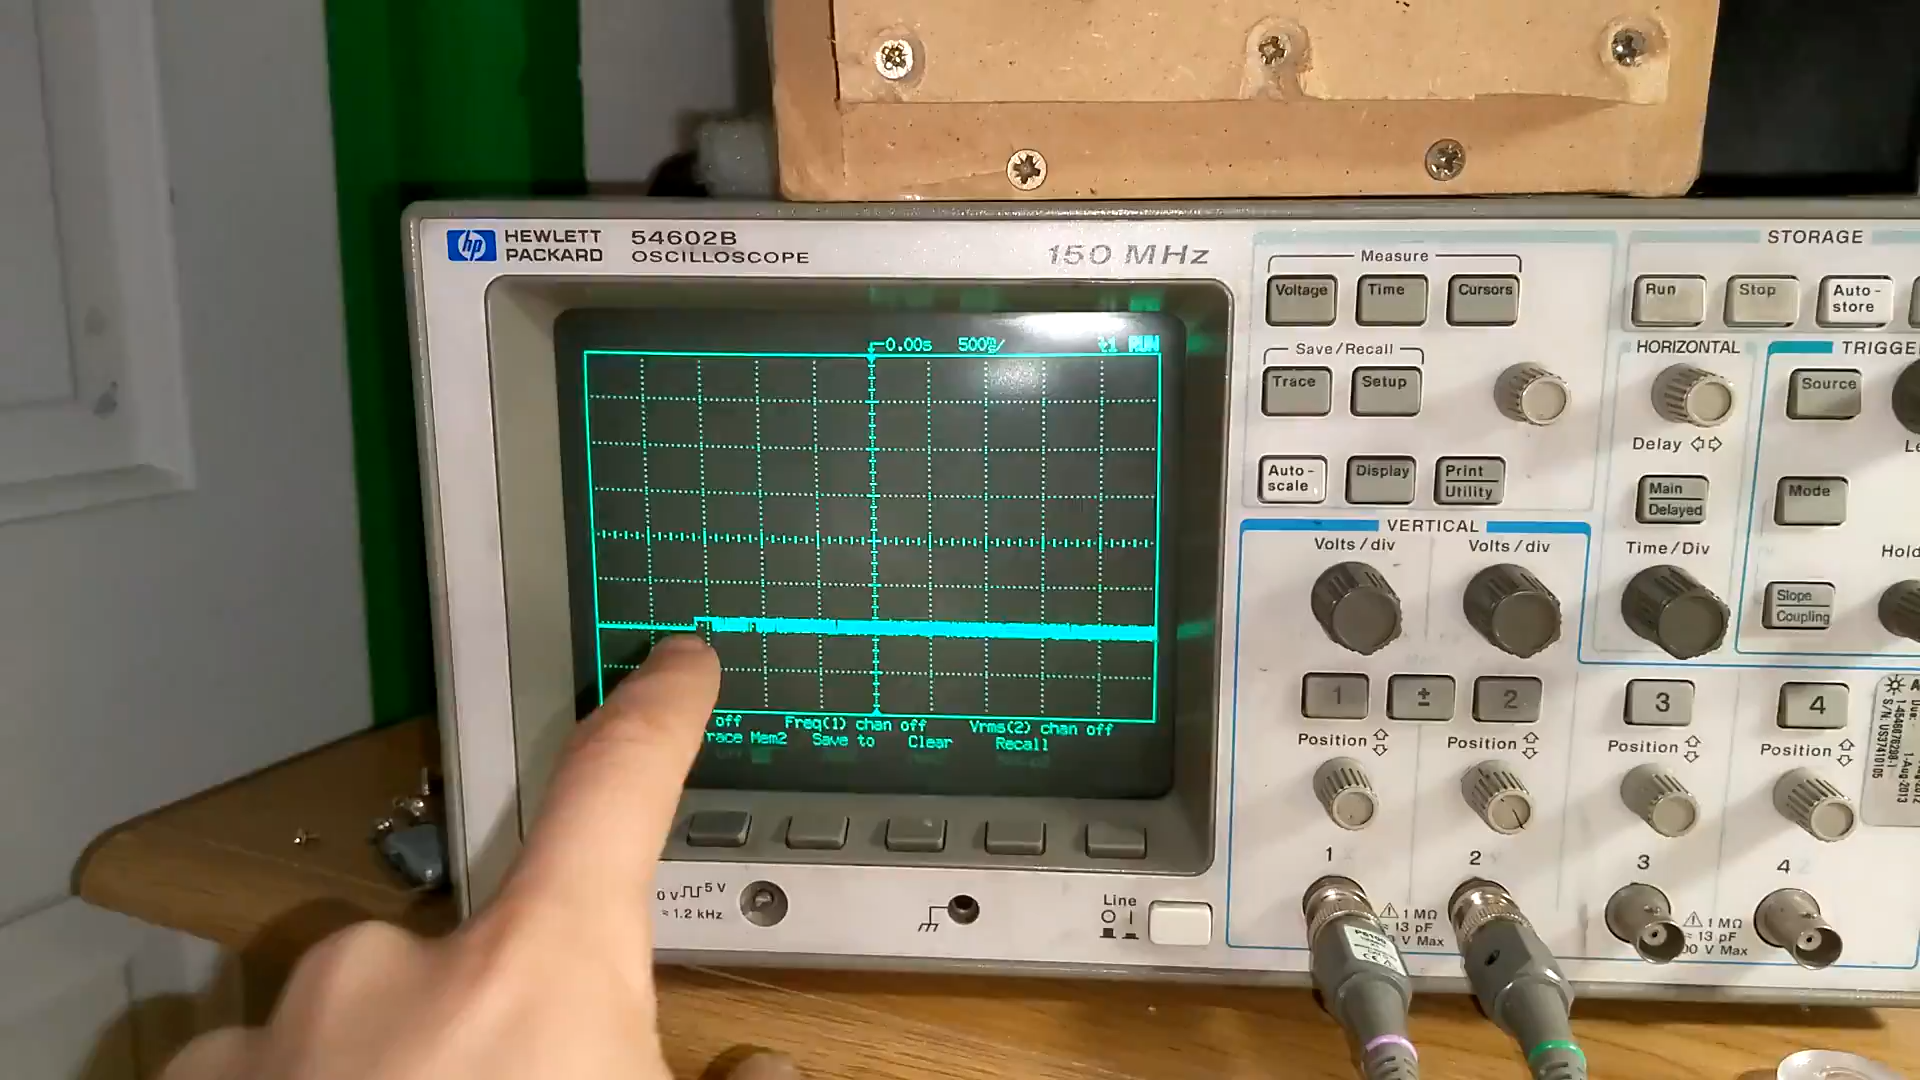 hp HEWLETT PACKARD
54602B OSCILLOSCOPE
150 MHz
0.00s 500 RUN
off Freq(1) chan off Vrms(2) chan off
Mem2 Save to Clear Recall
0 V 5 V
≈ 1.2 kHz
Line
Measure
Voltage Time Cursors
Save/Recall
Trace Setup
Auto-scale Display Print Utility
STORAGE
Run Stop Auto-store
HORIZONTAL
Delay
Main Delayed
Time/Div
Source
Mode
Slope Coupling
VERTICAL
Volts/div Volts/div
1 ± 2 3 4
Position Position Position Position
1 2 3 4
1 MΩ
≈ 13 pF
V Max
1 MΩ
≈ 13 pF
V Max